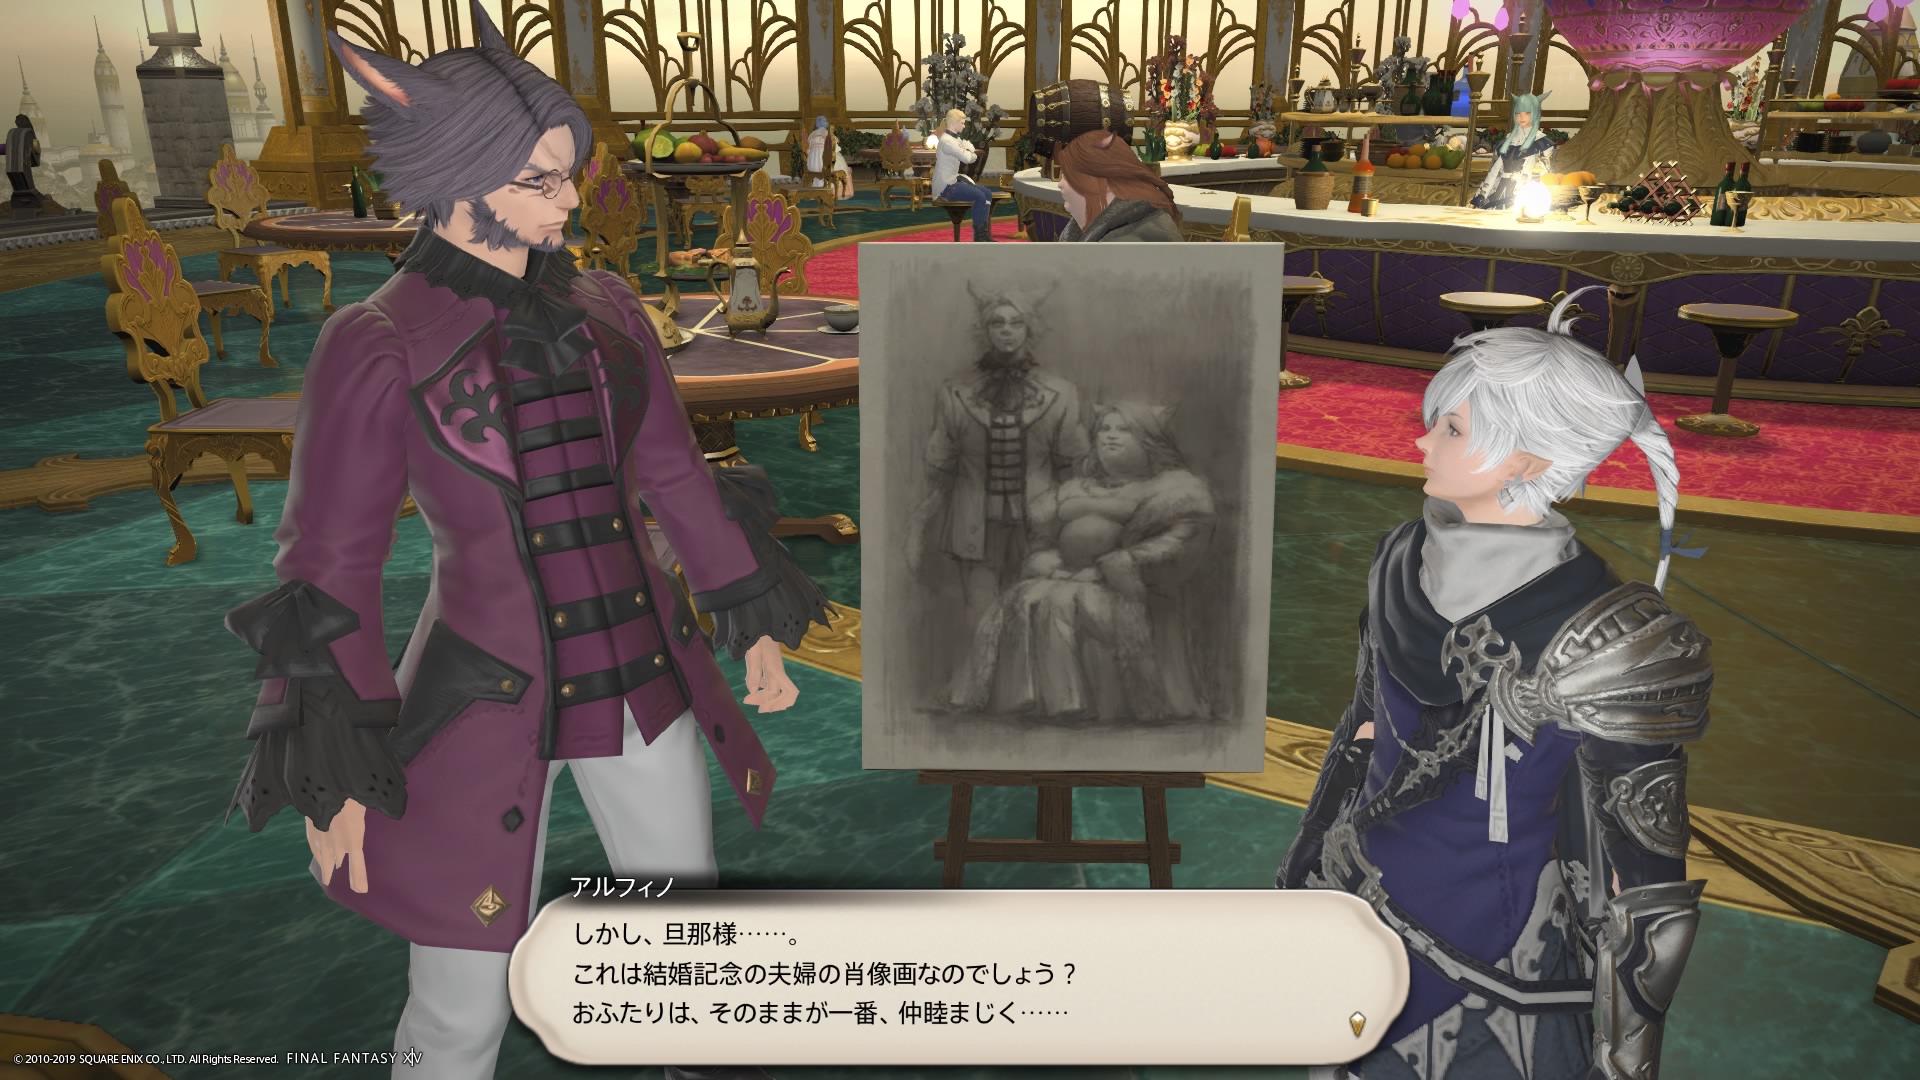 アルフィノ
しかし、旦那様……。
これは結婚記念の夫婦の肖像画なのでしょう？
おふたりは、そのままが一番、仲睦まじく……
© 2010-2019 SQUARE ENIX CO., LTD. All Rights Reserved. FINAL FANTASY XIV